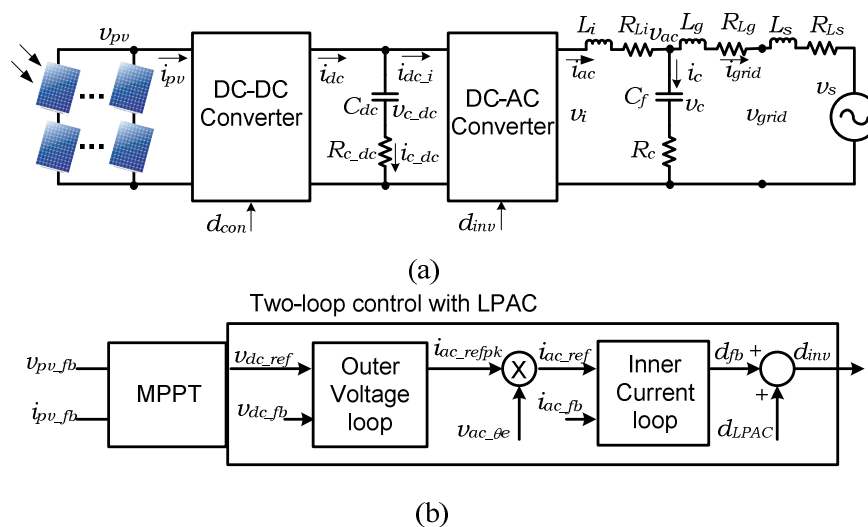 v_pv
i_pv
DC-DC
Converter
d_con
i_dc
i_dc_i
C_dc
v_c_dc
R_c_dc
i_c_dc
DC-AC
Converter
d_inv
L_i
R_Li
v_ac
L_g
R_Lg
L_s
R_Ls
i_ac
i_c
i_grid
v_i
C_f
v_c
v_grid
v_s
R_c
(a)
Two-loop control with LPAC
v_pv_fb
i_pv_fb
MPPT
v_dc_ref
v_dc_fb
Outer
Voltage
loop
i_ac_refpk
X
v_ac_θe
i_ac_ref
i_ac_fb
Inner
Current
loop
d_fb
+
+
d_LPAC
d_inv
(b)